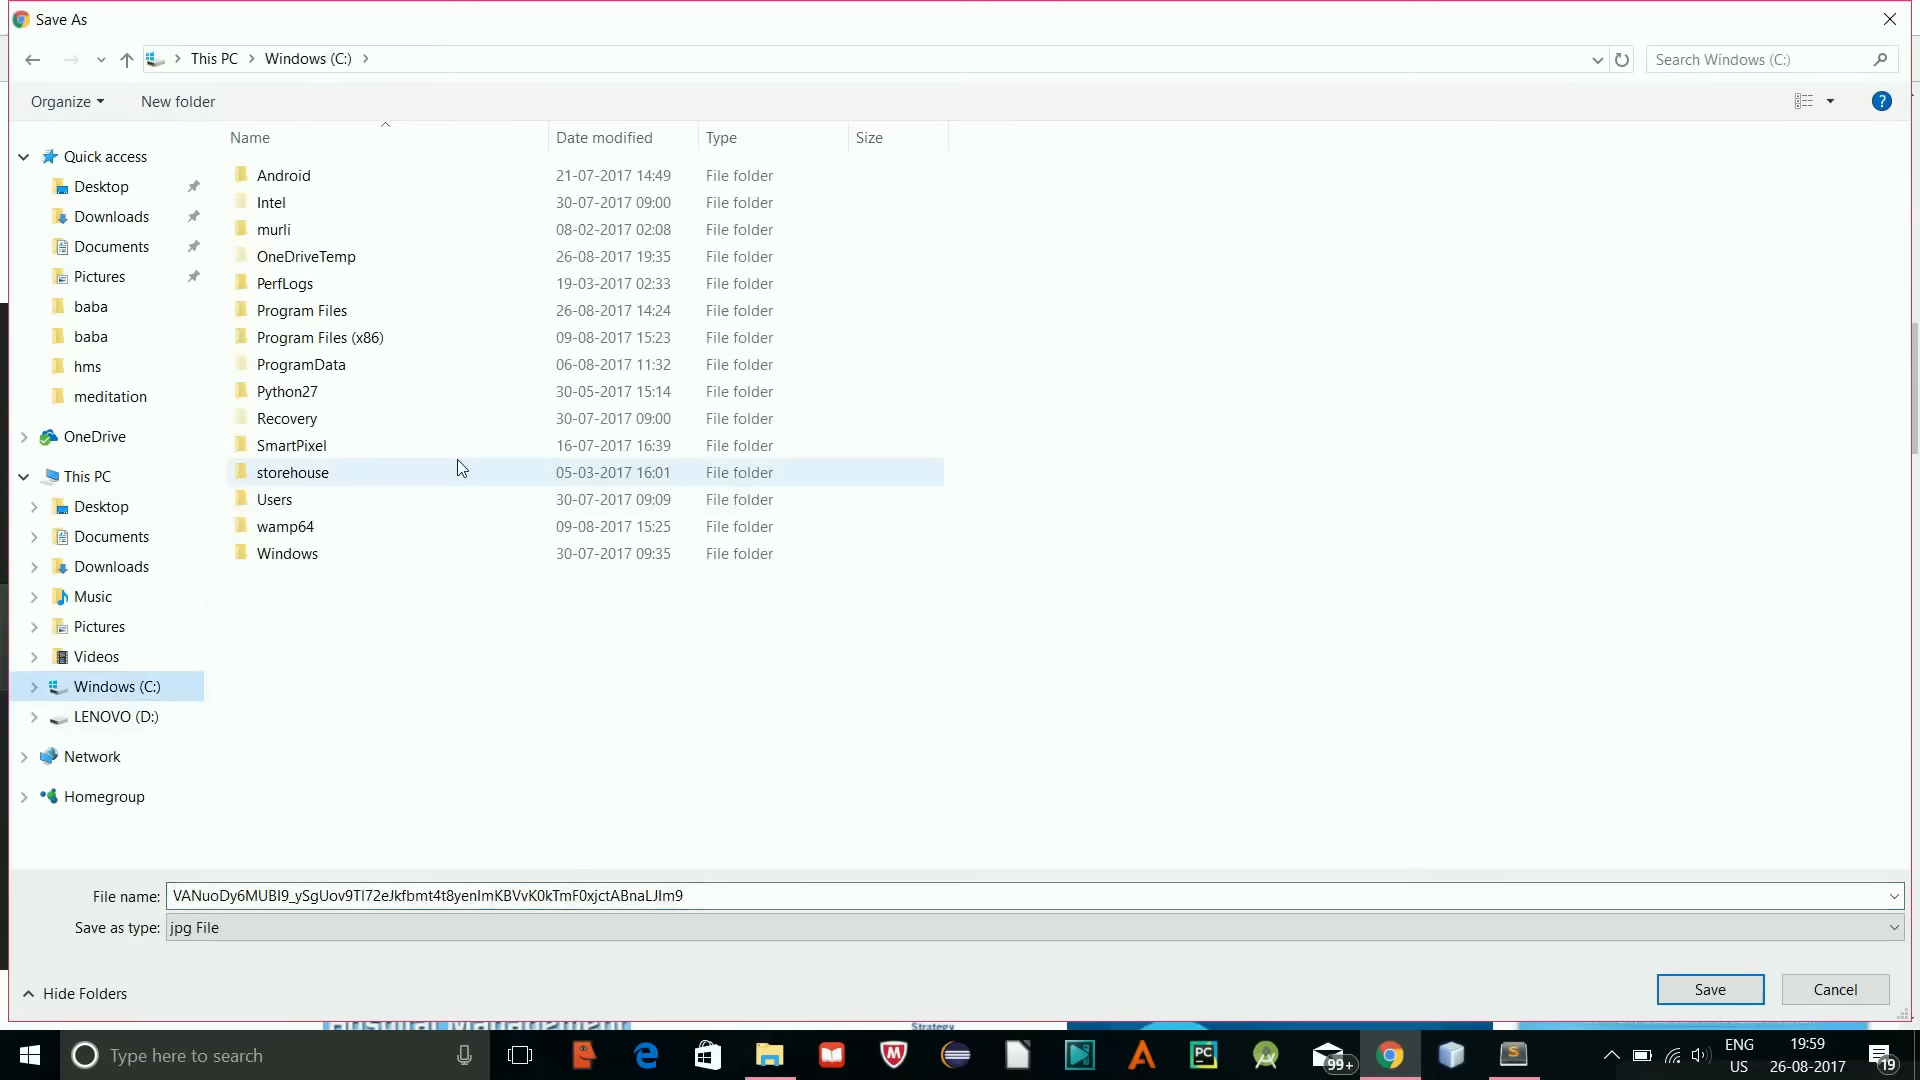 Save As
This PC
Windows (C:)
Search Windows (C:)
Organize
New folder
?
Name
Date modified
Type
Size
Quick access
Desktop
Downloads
Documents
Pictures
baba
baba
hms
meditation
OneDrive
This PC
Desktop
Documents
Downloads
Music
Pictures
Videos
Windows (C:)
LENOVO (D:)
Network
Homegroup
Android 21-07-2017 14:49 File folder
Intel 30-07-2017 09:00 File folder
murli 08-02-2017 02:08 File folder
OneDriveTemp 26-08-2017 19:35 File folder
PerfLogs 19-03-2017 02:33 File folder
Program Files 26-08-2017 14:24 File folder
Program Files (x86) 09-08-2017 15:23 File folder
ProgramData 06-08-2017 11:32 File folder
Python27 30-05-2017 15:14 File folder
Recovery 30-07-2017 09:00 File folder
SmartPixel 16-07-2017 16:39 File folder
storehouse 05-03-2017 16:01 File folder
Users 30-07-2017 09:09 File folder
wamp64 09-08-2017 15:25 File folder
Windows 30-07-2017 09:35 File folder
File name:
Save as type: jpg File
Hide Folders
Save
Cancel
Hospital Management
Strategy
Type here to search
PC
99+
ENG
US
19:59
26-08-2017
19